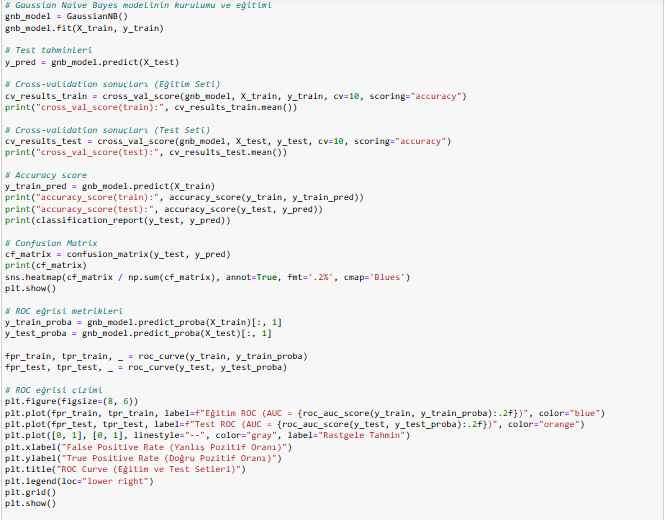 # Gaussian Naive Bayes modelinin kurulumu ve eğitimi
gnb_model = GaussianNB()
gnb_model.fit(X_train, y_train)
# Test tahminleri
y_pred = gnb_model.predict(X_test)
# Cross-validation sonuçları (Eğitim Seti)
cv_results_train = cross_val_score(gnb_model, X_train, y_train, cv=10, scoring="accuracy")
print("cross_val_score(train):", cv_results_train.mean())
# Cross-validation sonuçları (Test Seti)
cv_results_test = cross_val_score(gnb_model, X_test, y_test, cv=10, scoring="accuracy")
print("cross_val_score(test):", cv_results_test.mean())
# Accuracy score
y_train_pred = gnb_model.predict(X_train)
print("accuracy_score(train):", accuracy_score(y_train, y_train_pred))
print("accuracy_score(test):", accuracy_score(y_test, y_pred))
print(classification_report(y_test, y_pred))
# Confusion Matrix
cf_matrix = confusion_matrix(y_test, y_pred)
print(cf_matrix)
sns.heatmap(cf_matrix / np.sum(cf_matrix), annot=True, fmt='.2%', cmap='Blues')
plt.show()
# ROC eğrisi metrikleri
y_train_proba = gnb_model.predict_proba(X_train)[:, 1]
y_test_proba = gnb_model.predict_proba(X_test)[:, 1]
fpr_train, tpr_train, _ = roc_curve(y_train, y_train_proba)
fpr_test, tpr_test, _ = roc_curve(y_test, y_test_proba)
# ROC eğrisi çizimi
plt.figure(figsize=(8, 6))
plt.plot(fpr_train, tpr_train, label=f"Eğitim ROC (AUC = {roc_auc_score(y_train, y_train_proba):.2f})", color="blue")
plt.plot(fpr_test, tpr_test, label=f"Test ROC (AUC = {roc_auc_score(y_test, y_test_proba):.2f})", color="orange")
plt.plot([0, 1], [0, 1], linestyle="--", color="gray", label="Rastgele Tahmin")
plt.xlabel("False Positive Rate (Yanlış Pozitif Oranı)")
plt.ylabel("True Positive Rate (Doğru Pozitif Oranı)")
plt.title("ROC Curve (Eğitim ve Test Setleri)")
plt.legend(loc="lower right")
plt.grid()
plt.show()